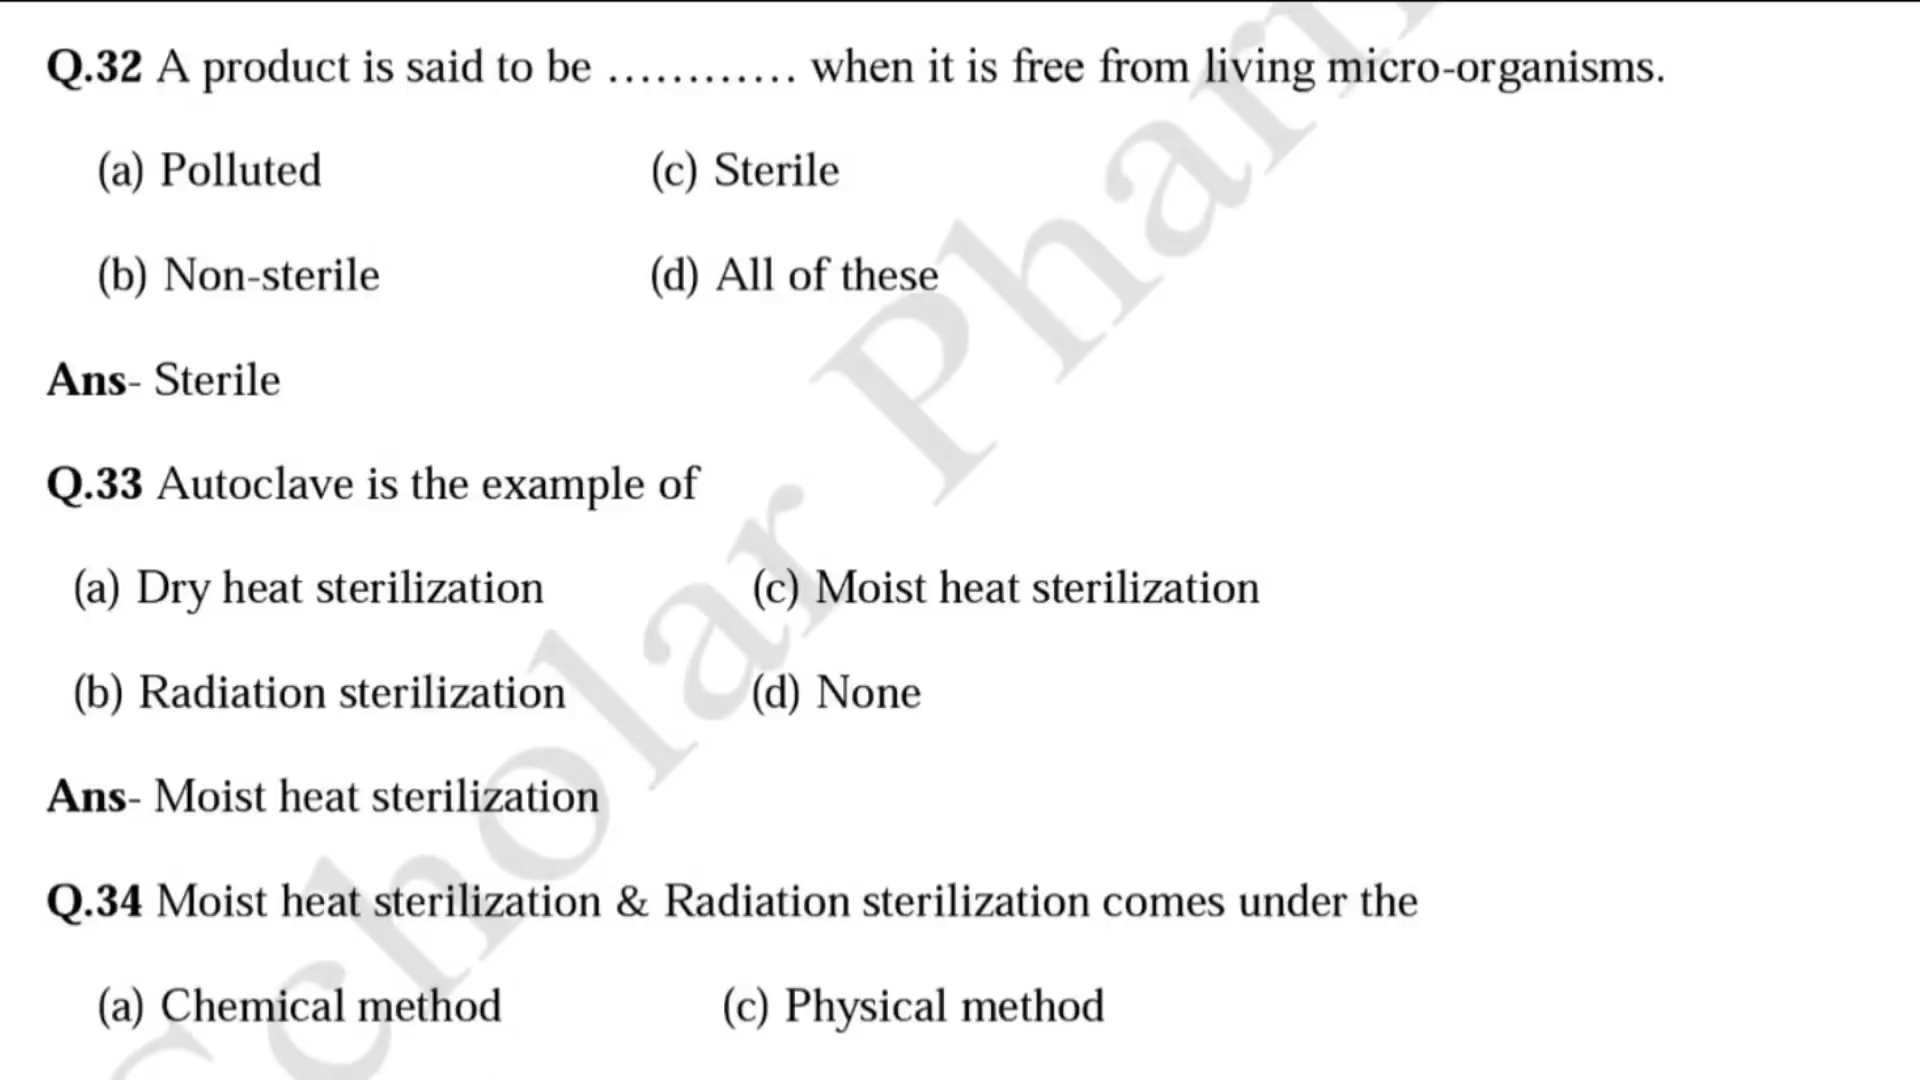 Q.32 A product is said to be ............ when it is free from living micro-organisms.
(a) Polluted (c) Sterile
(b) Non-sterile (d) All of these
Ans- Sterile
Q.33 Autoclave is the example of
(a) Dry heat sterilization (c) Moist heat sterilization
(b) Radiation sterilization (d) None
Ans- Moist heat sterilization
Q.34 Moist heat sterilization & Radiation sterilization comes under the
(a) Chemical method (c) Physical method
Scholar Pharm